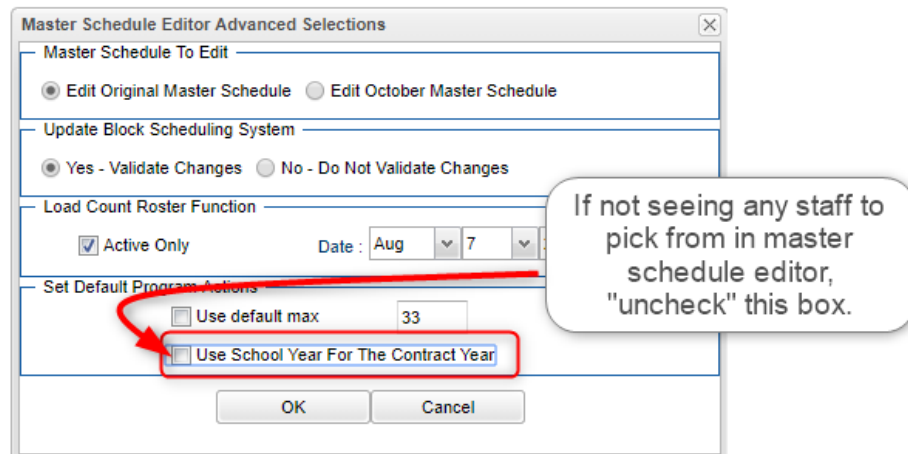 Master Schedule Editor Advanced Selections
Master Schedule To Edit
Edit Original Master Schedule Edit October Master Schedule
Update Block Scheduling System
Yes - Validate Changes No - Do Not Validate Changes
Load Count Roster Function
Active Only Date : Aug 7
If not seeing any staff to
pick from in master
schedule editor,
"uncheck" this box.
Set Default Program Actions
Use default max 33
Use School Year For The Contract Year
OK Cancel